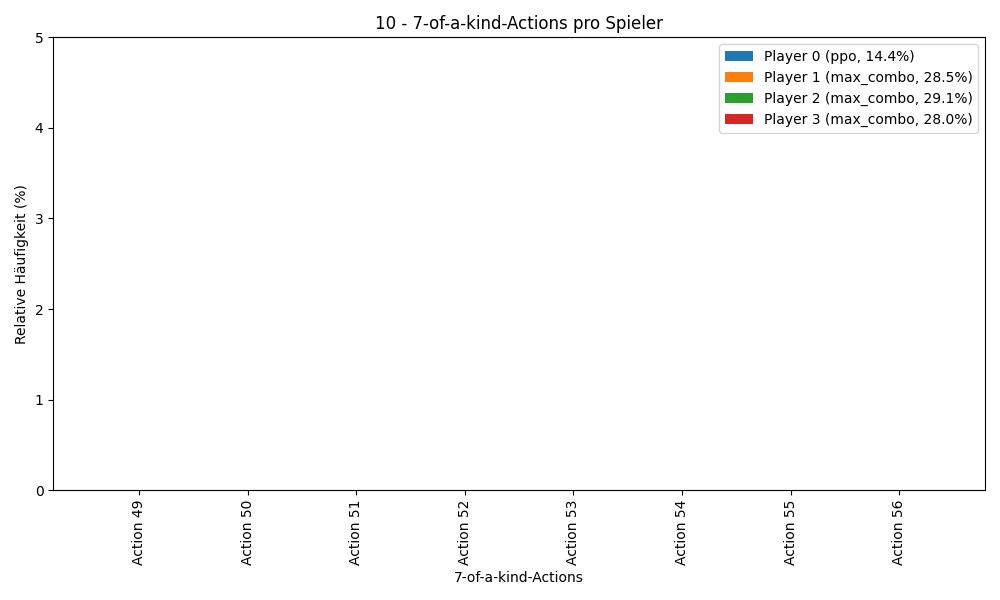 10 - 7-of-a-kind-Actions pro Spieler
Player 0 (ppo, 14.4%)
Player 1 (max_combo, 28.5%)
Player 2 (max_combo, 29.1%)
Player 3 (max_combo, 28.0%)
Relative Häufigkeit (%)
5
4
3
2
1
0
Action 49
Action 50
Action 51
Action 52
Action 53
Action 54
Action 55
Action 56
7-of-a-kind-Actions